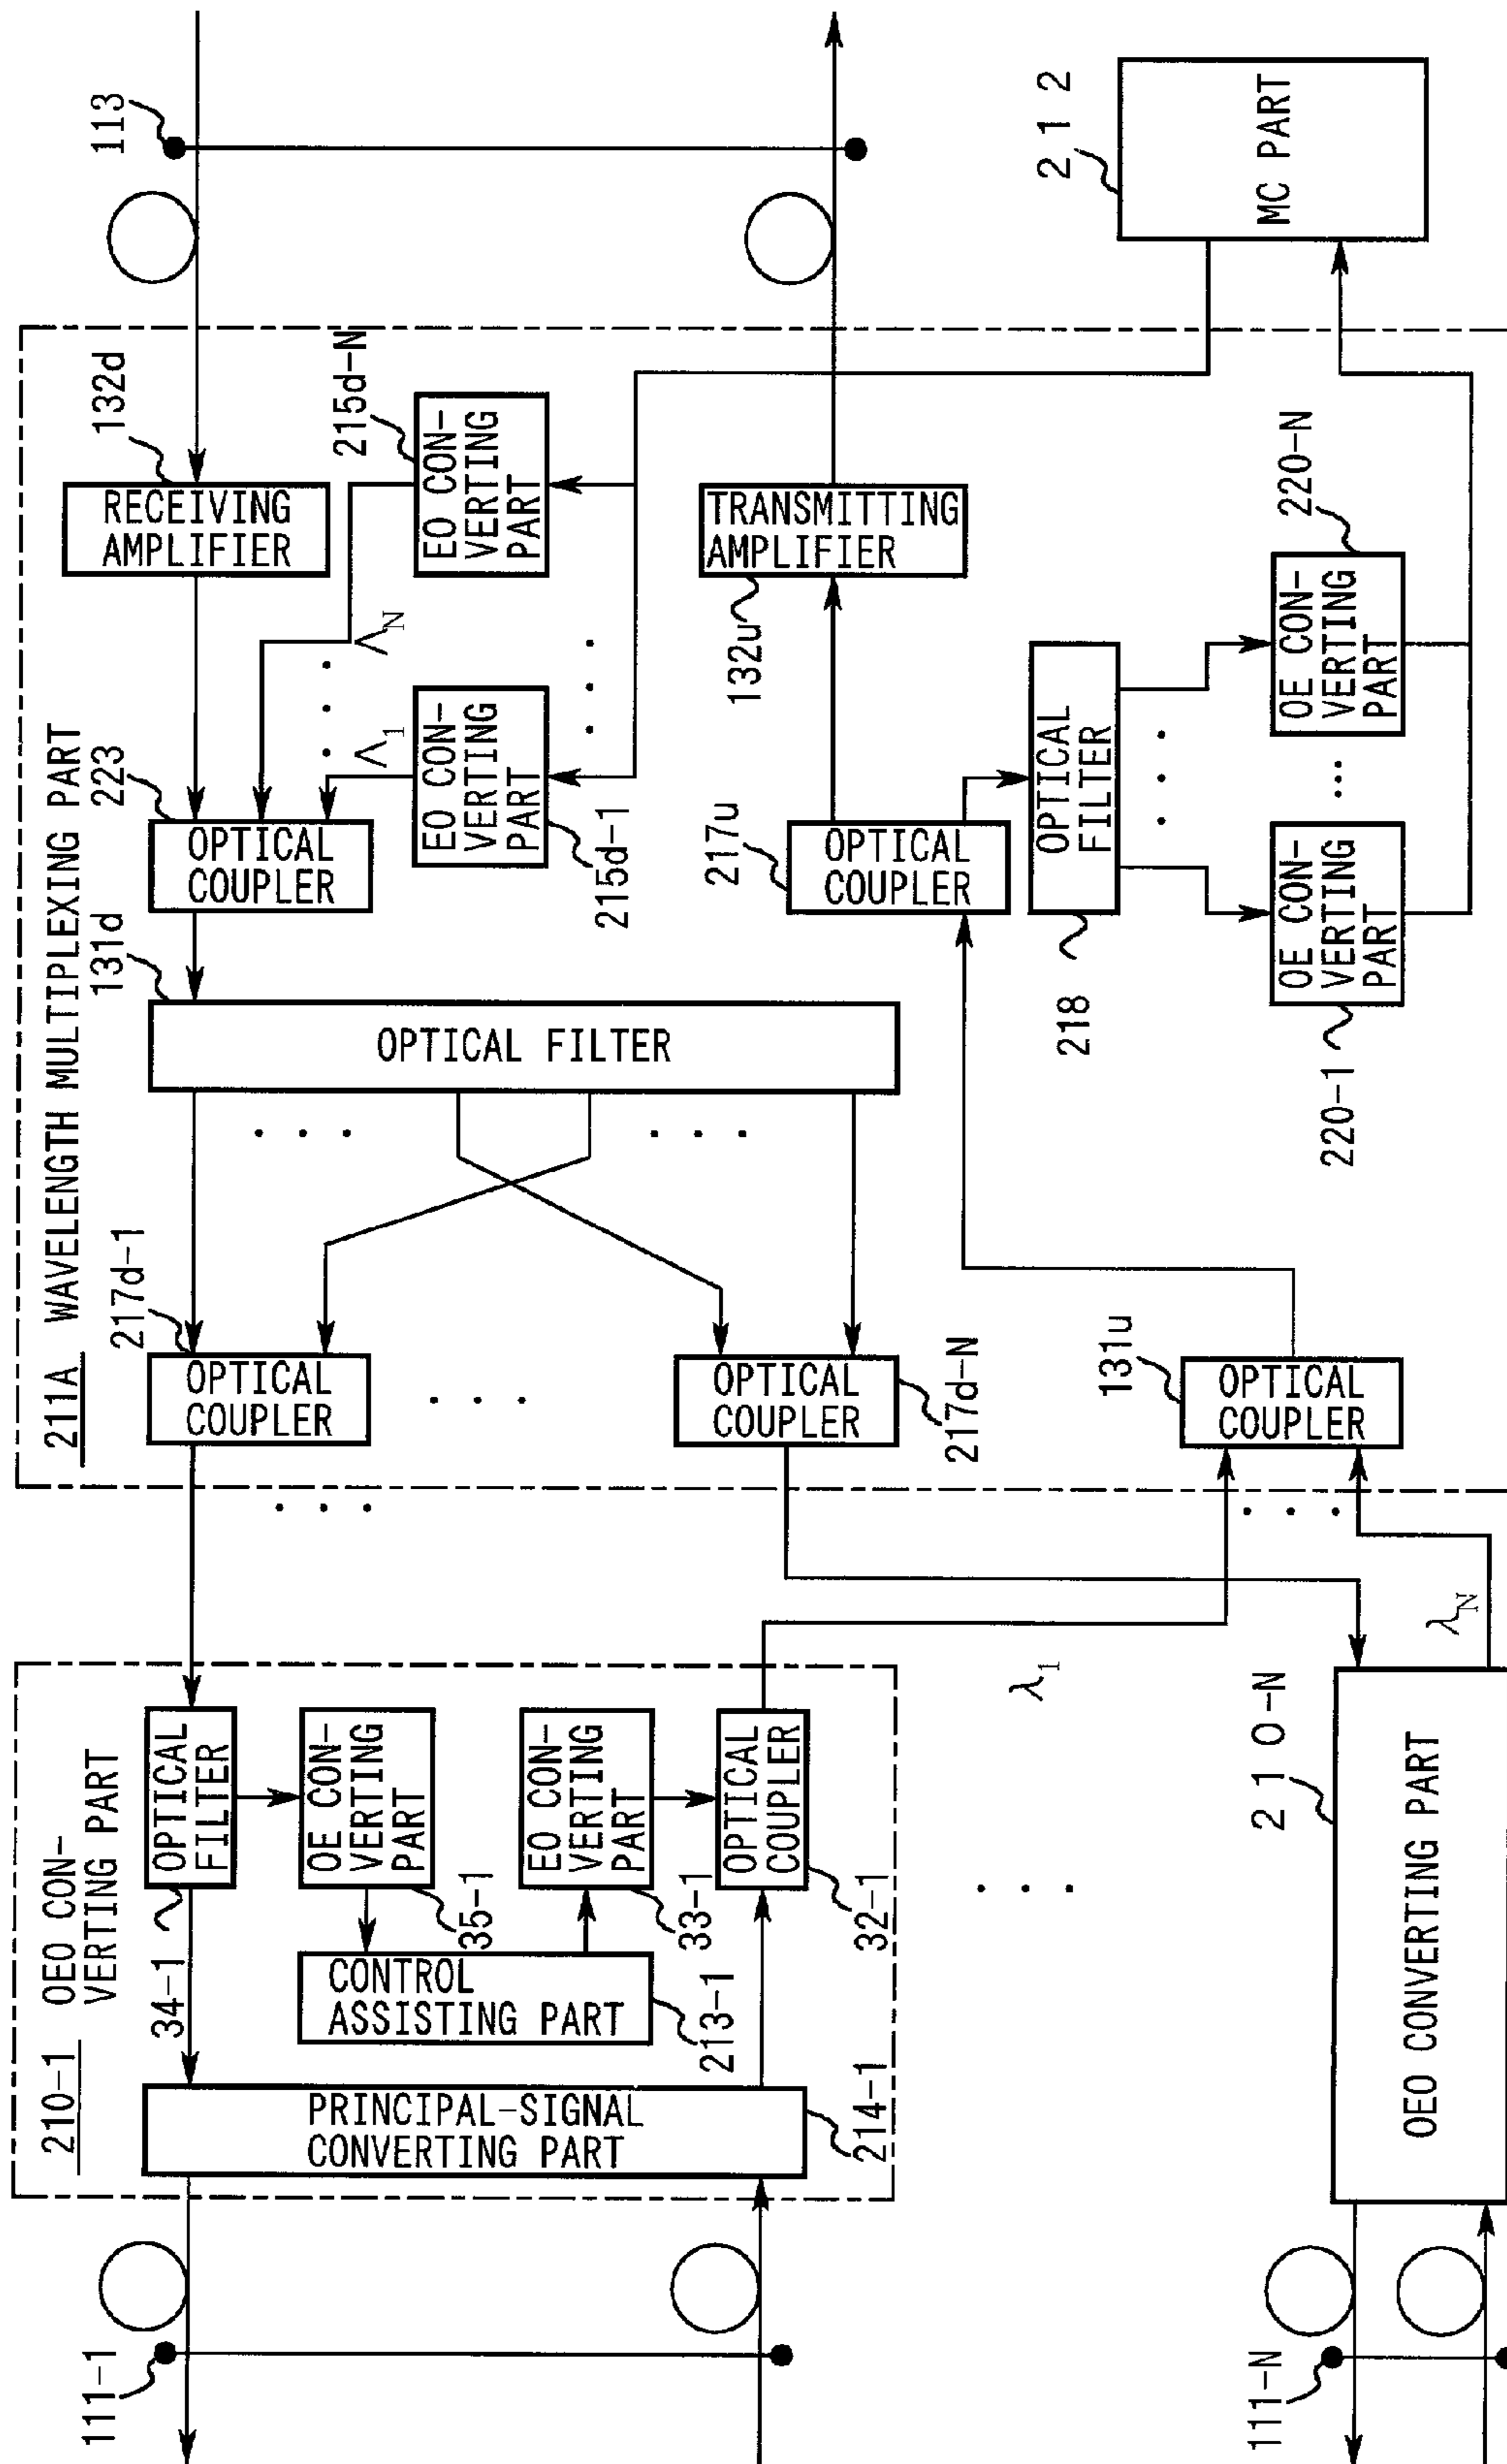 113
132d
RECEIVING
AMPLIFIER
215d-N
EO CON-
VERTING
PART
Λ1
. . .
ΛN
223
OPTICAL
COUPLER
EO CON-
VERTING
PART
215d-1
. . .
211A WAVELENGTH MULTIPLEXING PART
131d
OPTICAL FILTER
. . .
. . .
217d-1
OPTICAL
COUPLER
. . .
OPTICAL
COUPLER
217d-N
TRANSMITTING
AMPLIFIER
132u
217u
OPTICAL
COUPLER
OPTICAL
FILTER
218
. . .
OE CON-
VERTING
PART
220-1
...
OE CON-
VERTING
PART
220-N
212
MC PART
131u
OPTICAL
COUPLER
. . .
. . .
210-1 OEO CON-
VERTING PART
34-1
OPTICAL
FILTER
OE CON-
VERTING
PART
35-1
CONTROL
ASSISTING PART
213-1
EO CON-
VERTING
PART
33-1
OPTICAL
COUPLER
32-1
PRINCIPAL-SIGNAL
CONVERTING PART
214-1
111-1
λ1
. . .
λN
210-N
OEO CONVERTING PART
111-N